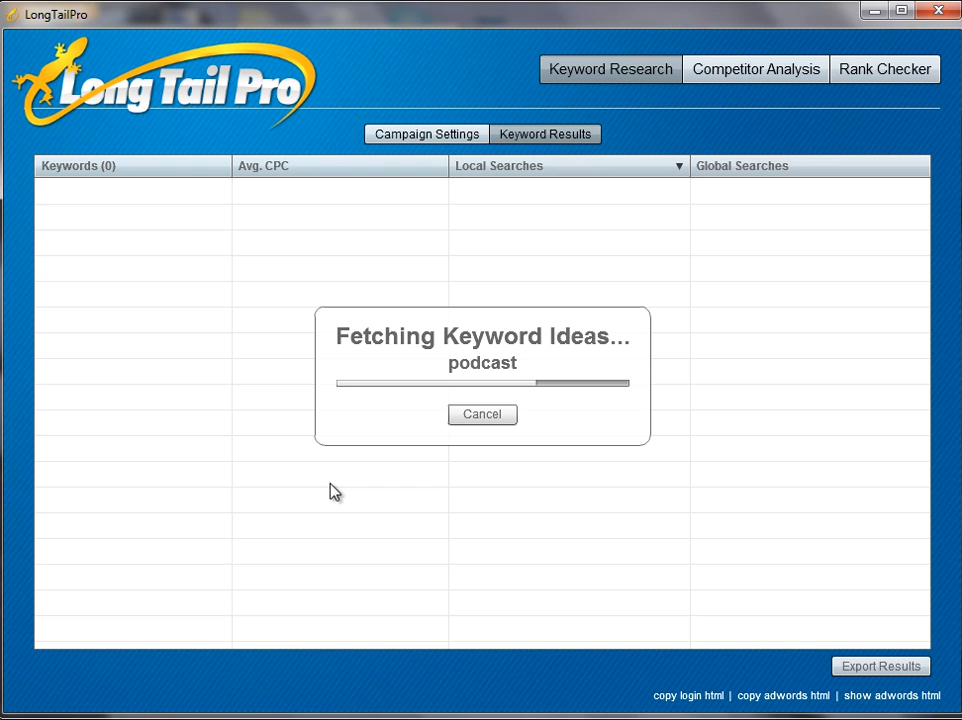 LongTailPro
Long Tail Pro
Keyword Research Competitor Analysis Rank Checker
Campaign Settings Keyword Results
Keywords (0) Avg. CPC Local Searches ▼ Global Searches
Fetching Keyword Ideas...
podcast
Cancel
Export Results
copy login html | copy adwords html | show adwords html